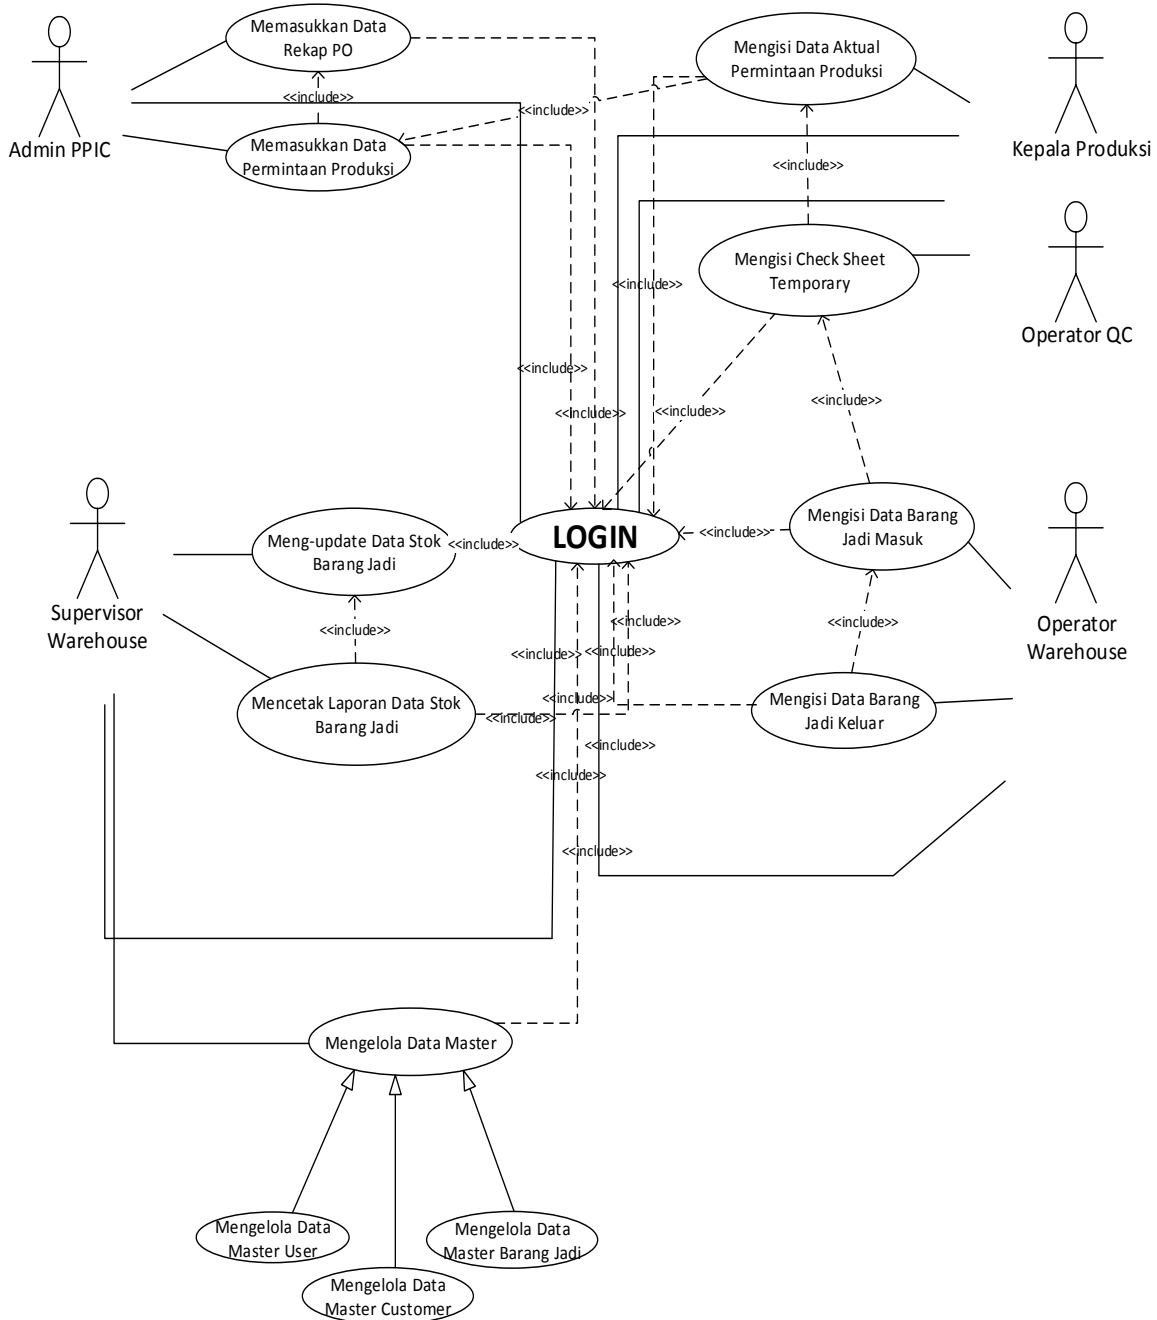 Memasukkan Data
Rekap PO
Mengisi Data Aktual
Permintaan Produksi
<<include>>
<<include>>
Admin PPIC
Memasukkan Data
Permintaan Produksi
Kepala Produksi
<<include>>
Mengisi Check Sheet
Temporary
<<include>>
Operator QC
<<include>>
<<include>>
<<include>>
<<include>>
Mengisi Data Barang
Jadi Masuk
Meng-update Data Stok
Barang Jadi
<<include>>
LOGIN
<<include>>
Supervisor
Warehouse
<<include>>
<<include>>
<<include>>
Operator
Warehouse
<<include>>
<<include>>
Mencetak Laporan Data Stok
Barang Jadi
<<include>>
<<include>>
Mengisi Data Barang
Jadi Keluar
<<include>>
<<include>>
<<include>>
Mengelola Data Master
Mengelola Data
Master User
Mengelola Data
Master Barang Jadi
Mengelola Data
Master Customer